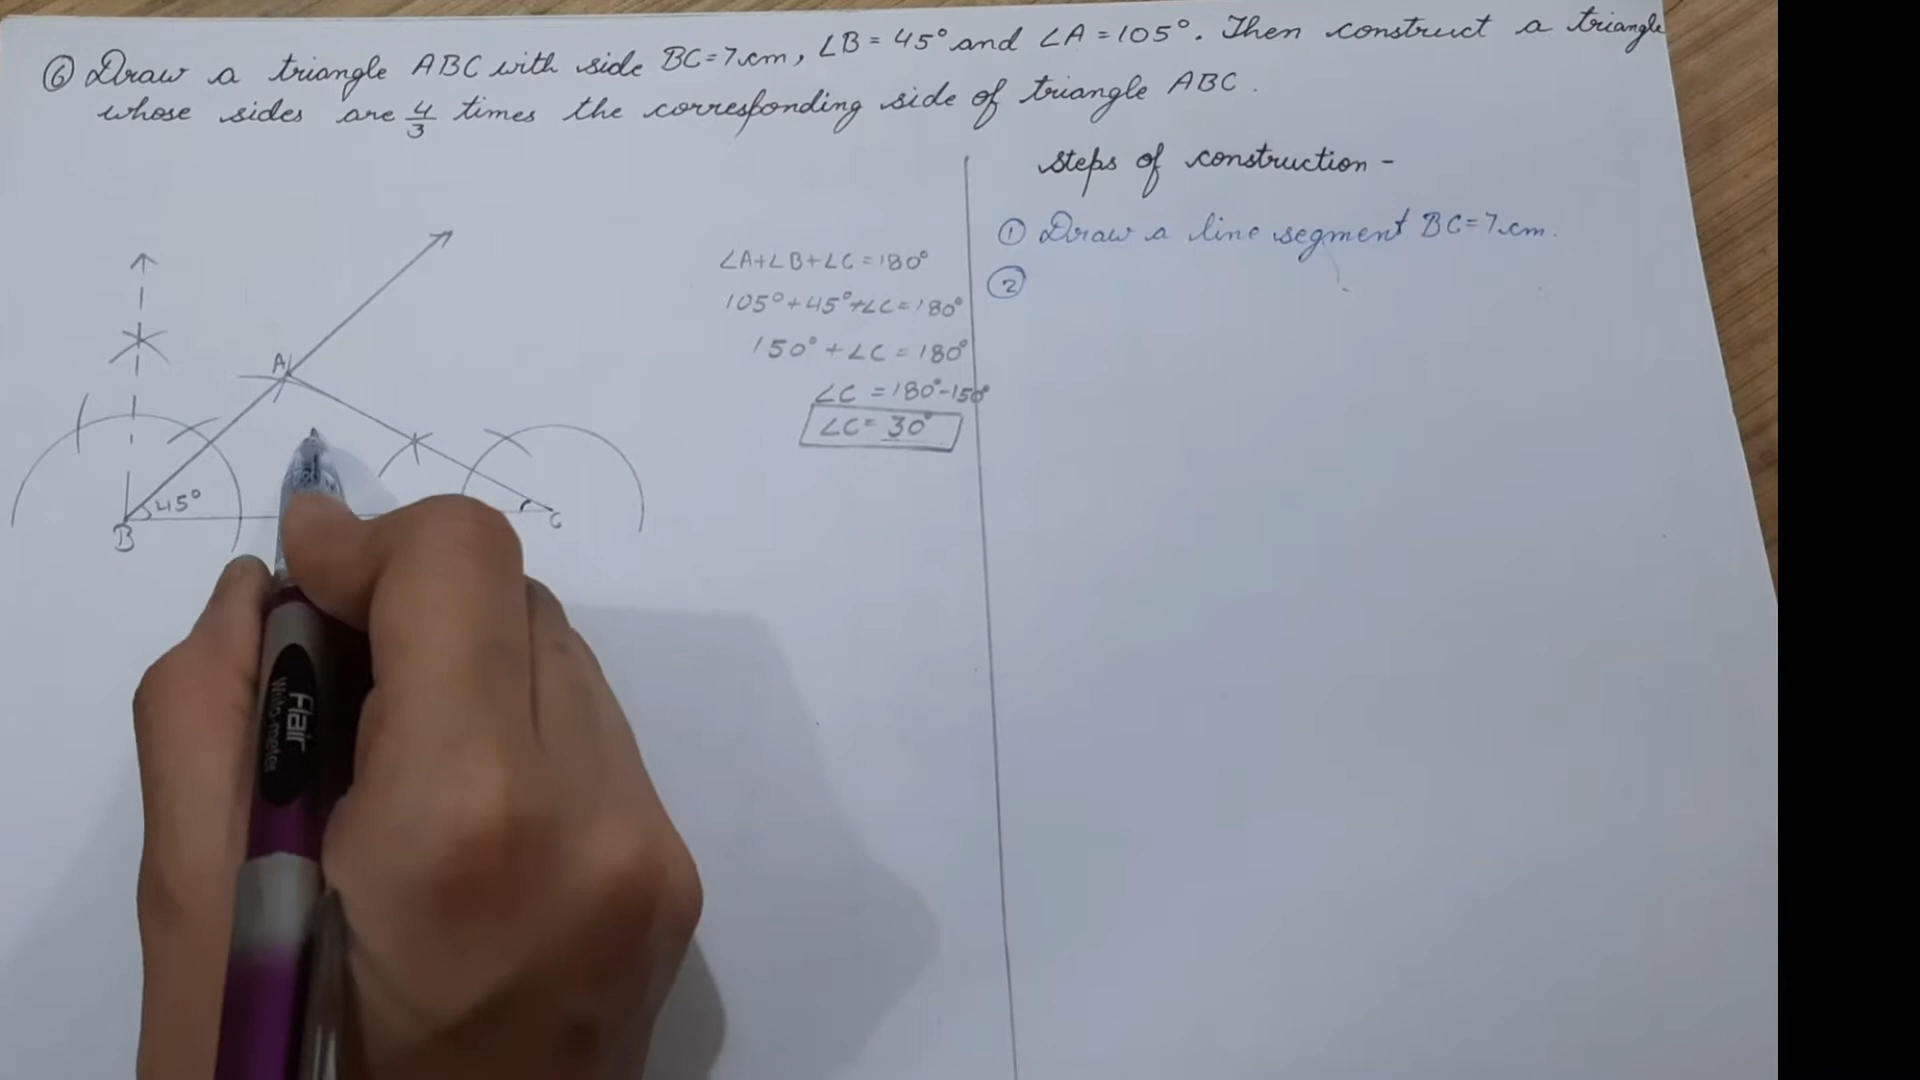 ⑥ Draw a triangle ABC with side BC=7cm, ∠B = 45° and ∠A = 105°. Then construct a triangle
whose sides are 4/3 times the corresponding side of triangle ABC.
steps of construction -
① Draw a line segment BC=7cm.
②
∠A+∠B+∠C=180°
105°+45°+∠C=180°
150°+∠C=180°
∠C = 180°-150°
∠C= 30°
A
45°
B
C
Flair
Writo-meter